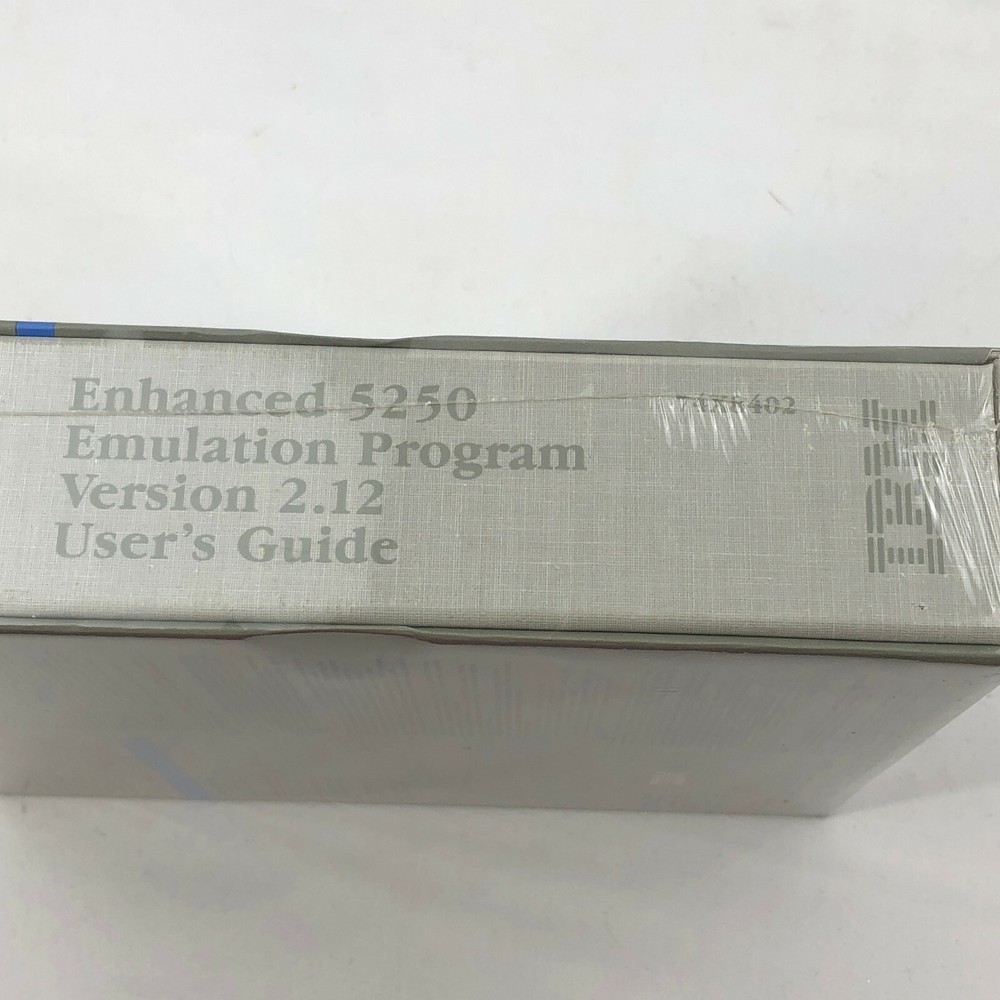 Enhanced 5250
Emulation Program
Version 2.12
User's Guide
IBM